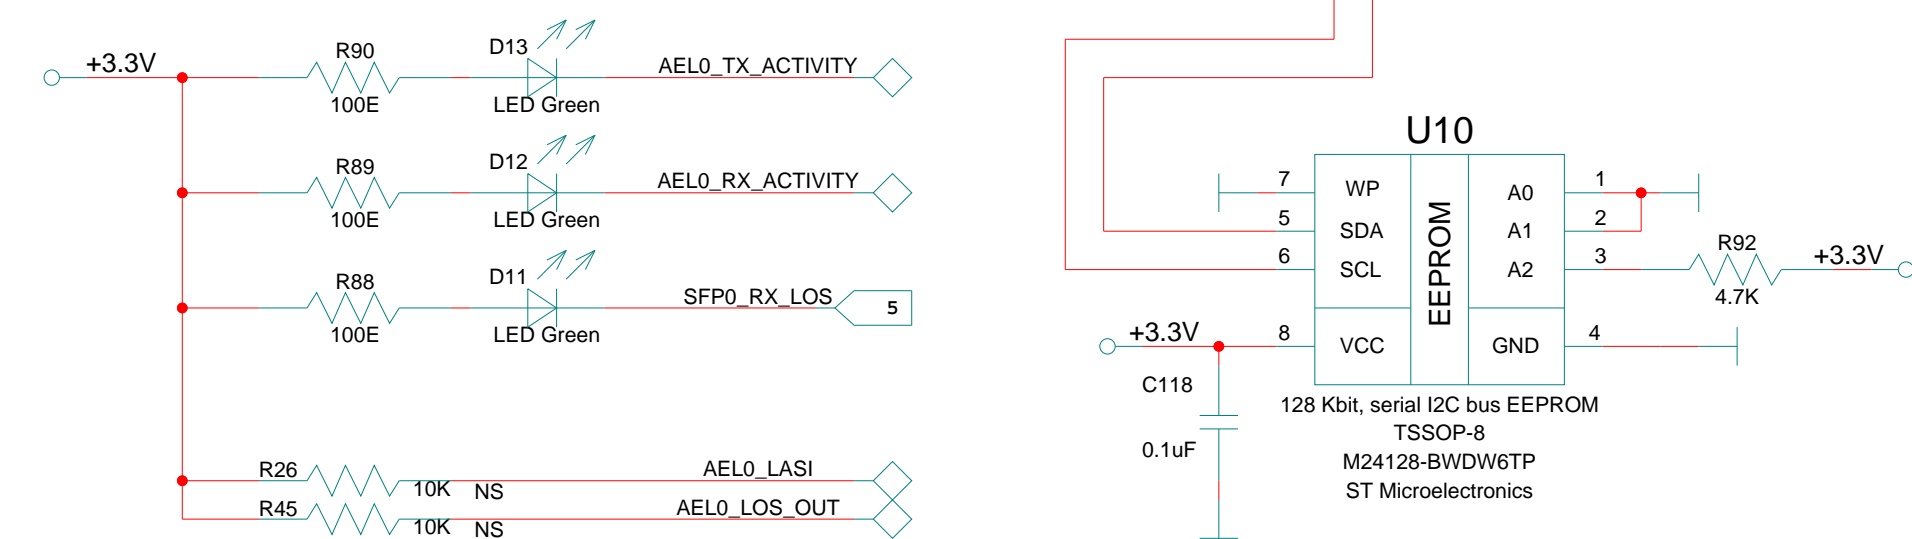 +3.3V
R90
100E
D13
LED Green
AEL0_TX_ACTIVITY
R89
100E
D12
LED Green
AEL0_RX_ACTIVITY
R88
100E
D11
LED Green
SFP0_RX_LOS
5
R26
10K
NS
AEL0_LASI
R45
10K
NS
AEL0_LOS_OUT
U10
EEPROM
7
WP
5
SDA
6
SCL
8
VCC
A0
1
A1
2
A2
3
GND
4
R92
4.7K
+3.3V
+3.3V
C118
0.1uF
128 Kbit, serial I2C bus EEPROM
TSSOP-8
M24128-BWDW6TP
ST Microelectronics